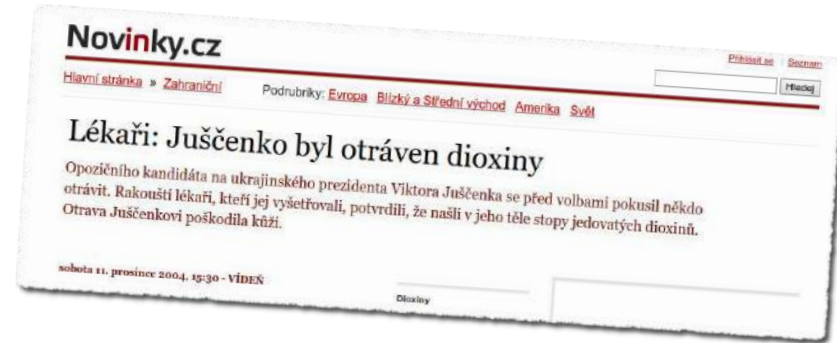 Novinky.cz
Přihlásit se | Seznam
Hledej
Hlavní stránka » Zahraniční Podrubriky: Evropa Blízký a Střední východ Amerika Svět
Lékaři: Juščenko byl otráven dioxiny
Opozičního kandidáta na ukrajinského prezidenta Viktora Juščenka se před volbami pokusil někdo
otrávit. Rakouští lékaři, kteří jej vyšetřovali, potvrdili, že našli v jeho těle stopy jedovatých dioxinů.
Otrava Juščenkovi poškodila kůži.
sobota 11. prosince 2004, 15:30 - VÍDEŇ
Dioxiny